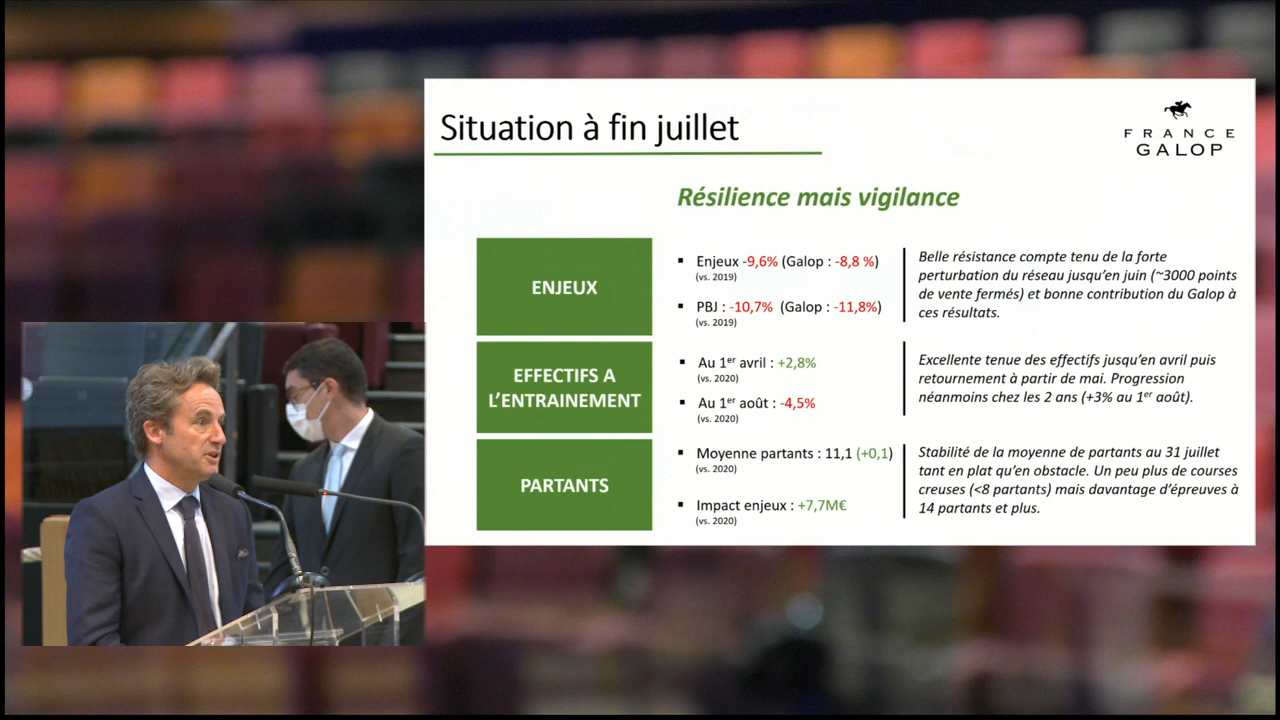 Situation à fin juillet
FRANCE
GALOP
Résilience mais vigilance
ENJEUX
▪ Enjeux -9,6% (Galop : -8,8 %)
(vs. 2019)
▪ PBJ : -10,7% (Galop : -11,8%)
(vs. 2019)
Belle résistance compte tenu de la forte
perturbation du réseau jusqu'en juin (~3000 points
de vente fermés) et bonne contribution du Galop à
ces résultats.
EFFECTIFS A
L'ENTRAINEMENT
▪ Au 1er avril : +2,8%
(vs. 2020)
▪ Au 1er août : -4,5%
(vs. 2020)
Excellente tenue des effectifs jusqu'en avril puis
retournement à partir de mai. Progression
néanmoins chez les 2 ans (+3% au 1er août).
PARTANTS
▪ Moyenne partants : 11,1 (+0,1)
(vs. 2020)
▪ Impact enjeux : +7,7M€
(vs. 2020)
Stabilité de la moyenne de partants au 31 juillet
tant en plat qu'en obstacle. Un peu plus de courses
creuses (<8 partants) mais davantage d'épreuves à
14 partants et plus.